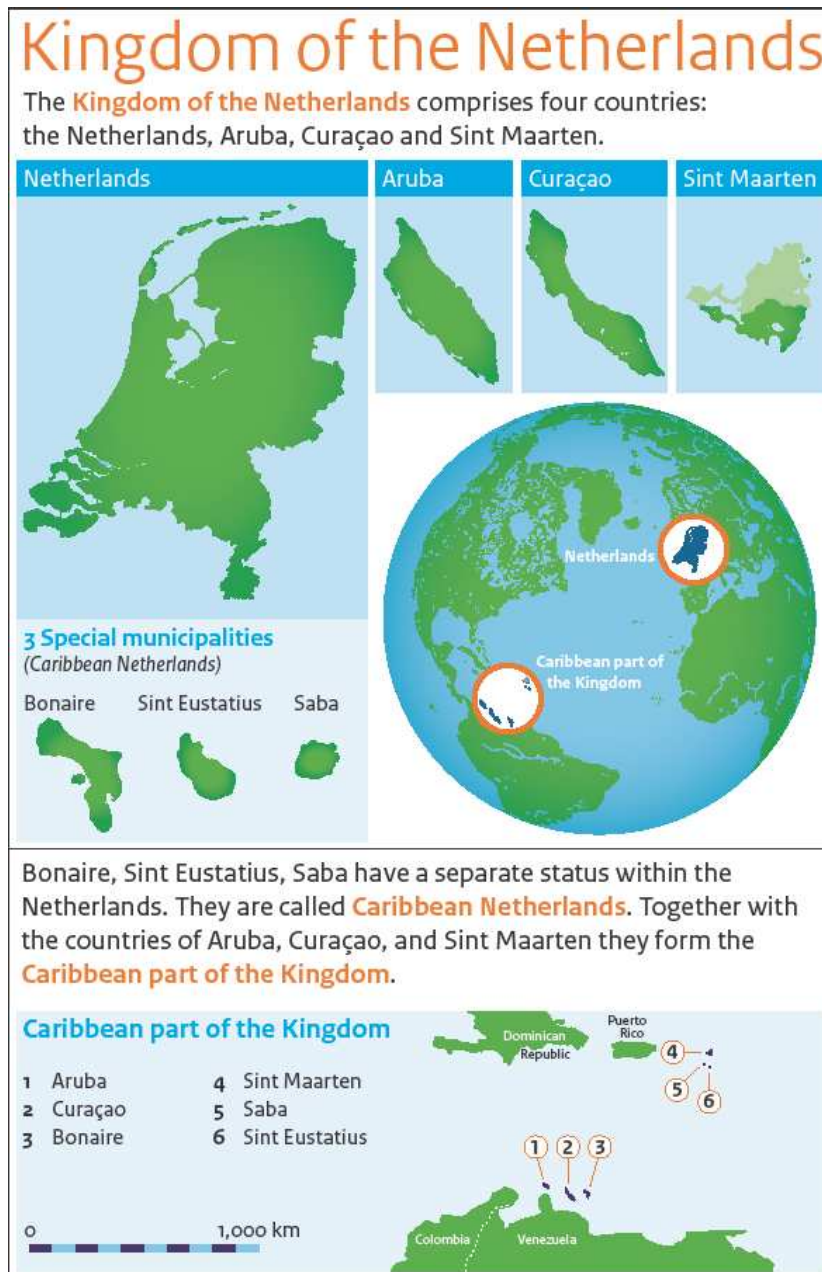 Kingdom of the Netherlands
The Kingdom of the Netherlands comprises four countries:
the Netherlands, Aruba, Curaçao and Sint Maarten.
Netherlands
Aruba
Curaçao
Sint Maarten
Netherlands
Caribbean part of
the Kingdom
3 Special municipalities
(Caribbean Netherlands)
Bonaire
Sint Eustatius
Saba
Bonaire, Sint Eustatius, Saba have a separate status within the
Netherlands. They are called Caribbean Netherlands. Together with
the countries of Aruba, Curaçao, and Sint Maarten they form the
Caribbean part of the Kingdom.
Caribbean part of the Kingdom
1 Aruba
2 Curaçao
3 Bonaire
4 Sint Maarten
5 Saba
6 Sint Eustatius
0 1,000 km
Dominican
Republic
Puerto
Rico
4
5
6
1
2
3
Colombia
Venezuela